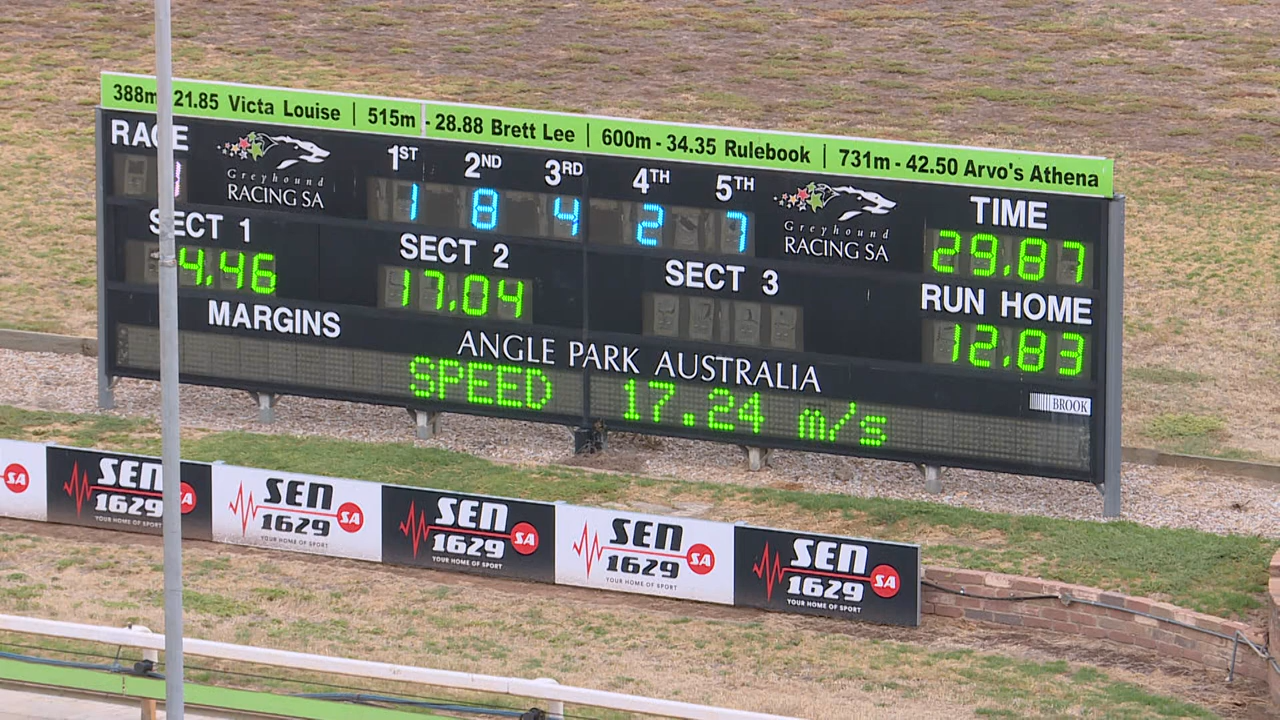 388m 21.85 Victa Louise | 515m - 28.88 Brett Lee | 600m - 34.35 Rulebook | 731m - 42.50 Arvo's Athena
RACE
Greyhound
RACING SA
1ST 2ND 3RD 4TH 5TH
1 8 4 2 7
Greyhound
RACING SA
TIME
29.87
SECT 1
4.46
SECT 2
17.04
SECT 3
RUN HOME
12.83
MARGINS
ANGLE PARK AUSTRALIA
SPEED 17.24 m/s
BROOK
SA
SEN
1629 SA
YOUR HOME OF SPORT
SEN
1629 SA
YOUR HOME OF SPORT
SEN
1629 SA
YOUR HOME OF SPORT
SEN
1629 SA
YOUR HOME OF SPORT
SEN
1629 SA
YOUR HOME OF SPORT